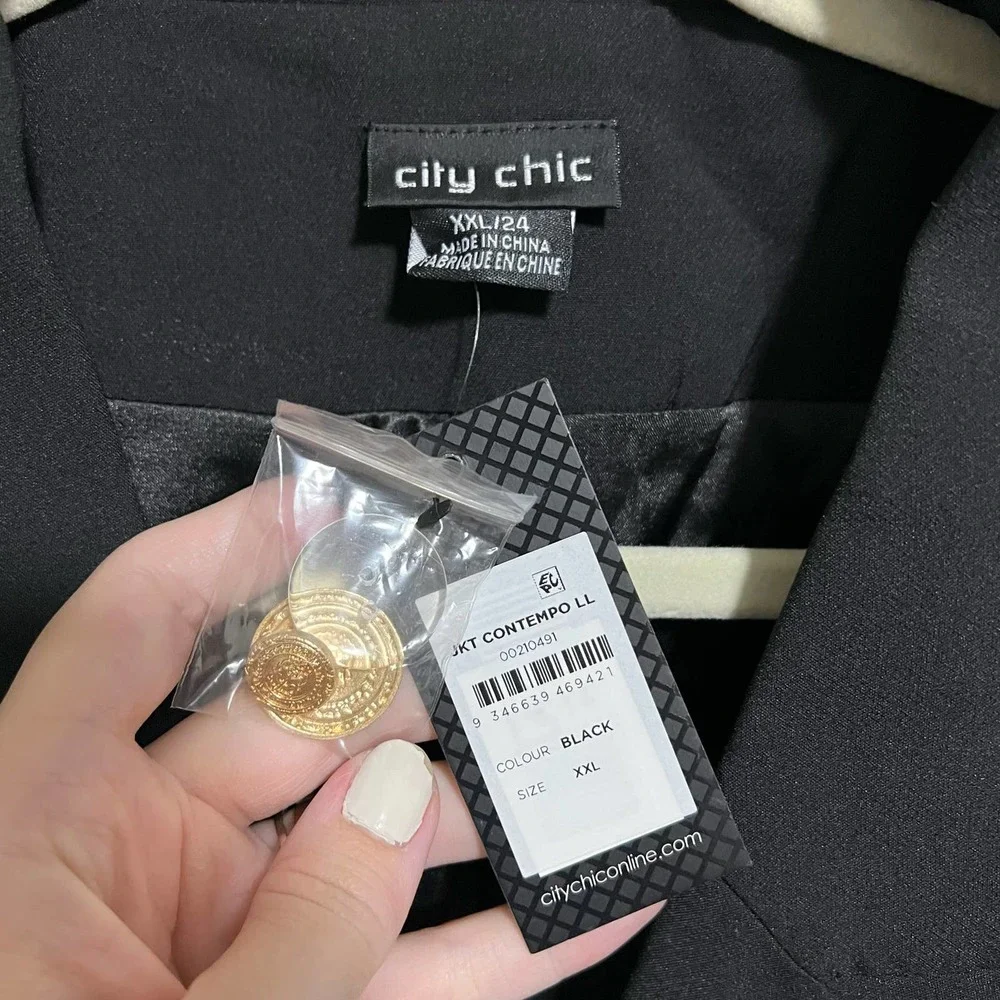 city chic
XXL/24
MADE IN CHINA
FABRIQUÉ EN CHINE
JKT CONTEMPO LL
00210491
9 346639 469421
COLOUR BLACK
SIZE XXL
citychiconline.com